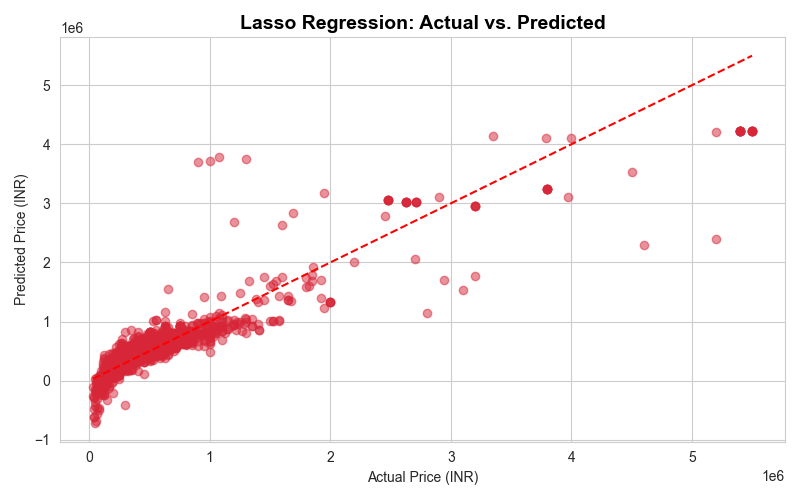 Lasso Regression: Actual vs. Predicted
1e6
5
4
3
2
1
0
−1
Predicted Price (INR)
0 1 2 3 4 5
1e6
Actual Price (INR)